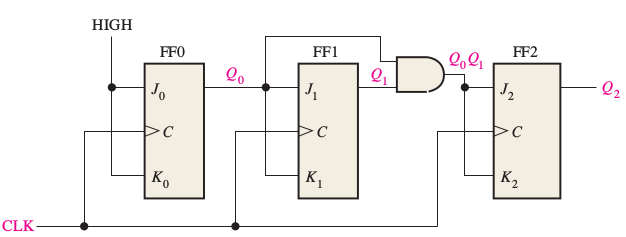 HIGH
FF0 FF1 FF2
Q₀ Q₁ Q₀Q₁
J₀ J₁ J₂ Q₂
C C C
K₀ K₁ K₂
CLK